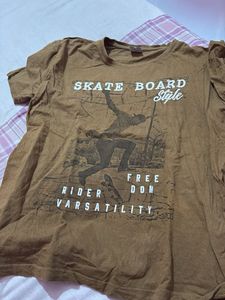 SKATE BOARD
Style
FREE
DOM
RIDER
VARSATILITY